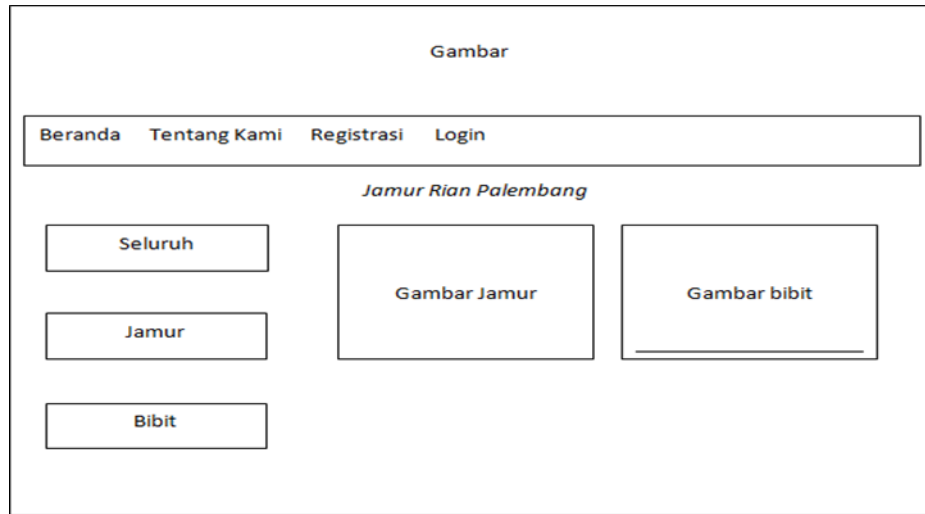 Gambar
Beranda Tentang Kami Registrasi Login
Jamur Rian Palembang
Seluruh
Jamur
Bibit
Gambar Jamur
Gambar bibit